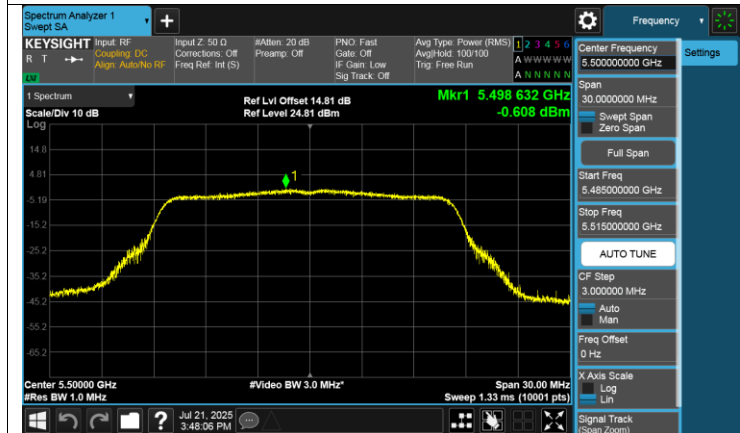 Spectrum Analyzer 1
Swept SA
Frequency
KEYSIGHT
R T
Input: RF
Coupling: DC
Align: Auto/No RF
Input Z: 50 Ω
Corrections: Off
Freq Ref: Int (S)
#Atten: 20 dB
Preamp: Off
PNO: Fast
Gate: Off
IF Gain: Low
Sig Track: Off
Avg Type: Power (RMS)
Avg|Hold: 100/100
Trig: Free Run
1 2 3 4 5 6
A W W W W W
A N N N N N
Center Frequency
5.500000000 GHz
Settings
Span
30.0000000 MHz
Swept Span
Zero Span
Full Span
Start Freq
5.485000000 GHz
Stop Freq
5.515000000 GHz
AUTO TUNE
CF Step
3.000000 MHz
Auto
Man
Freq Offset
0 Hz
X Axis Scale
Log
Lin
Signal Track
(Span Zoom)
1 Spectrum
Scale/Div 10 dB
Log
Ref Lvl Offset 14.81 dB
Ref Level 24.81 dBm
Mkr1 5.498 632 GHz
-0.608 dBm
14.8
4.81
-5.19
-15.2
-25.2
-35.2
-45.2
-55.2
-65.2
1
Center 5.50000 GHz
#Res BW 1.0 MHz
#Video BW 3.0 MHz*
Span 30.00 MHz
Sweep 1.33 ms (10001 pts)
?
Jul 21, 2025
3:48:06 PM